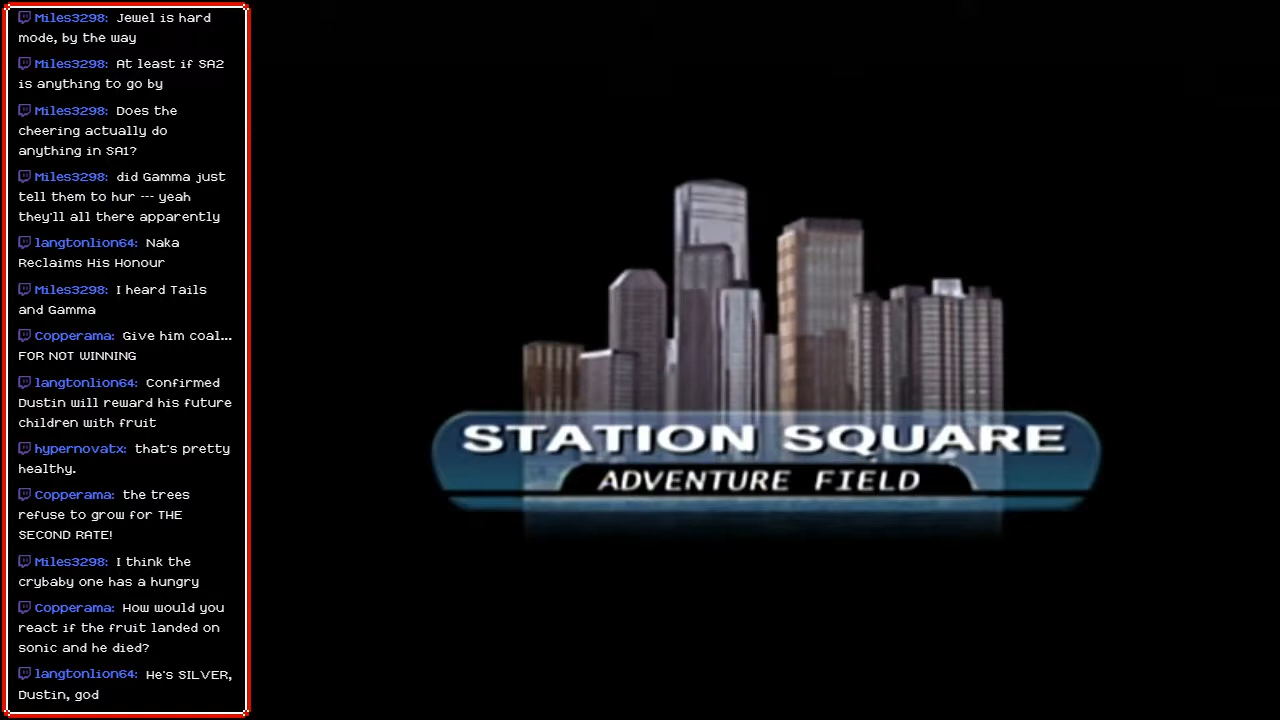 Miles3298: Jewel is hard
mode, by the way
Miles3298: At least if SA2
is anything to go by
Miles3298: Does the
cheering actually do
anything in SA1?
Miles3298: did Gamma just
tell them to hur --- yeah
they'll all there apparently
langtonlion64: Naka
Reclaims His Honour
Miles3298: I heard Tails
and Gamma
Copperama: Give him coal...
FOR NOT WINNING
langtonlion64: Confirmed
Dustin will reward his future
children with fruit
hypernovatx: that's pretty
healthy.
Copperama: the trees
refuse to grow for THE
SECOND RATE!
Miles3298: I think the
crybaby one has a hungry
Copperama: How would you
react if the fruit landed on
sonic and he died?
langtonlion64: He's SILVER,
Dustin, god
STATION SQUARE
ADVENTURE FIELD